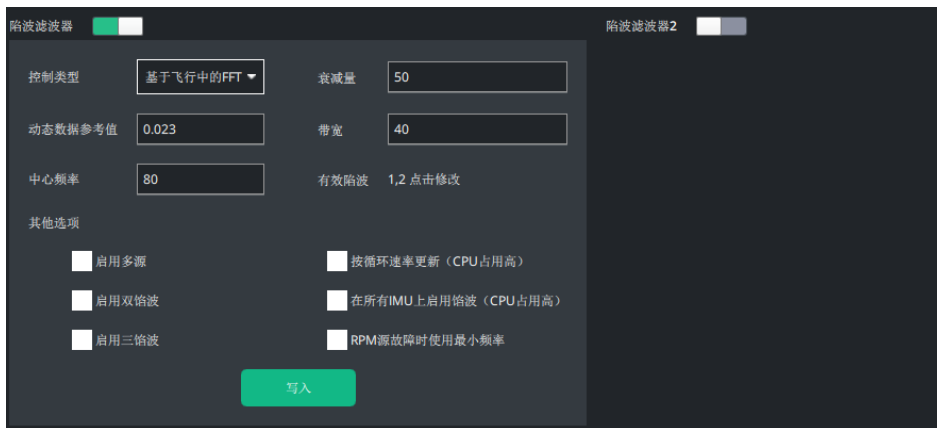 陷波滤波器
陷波滤波器2
控制类型 基于飞行中的FFT 衰减量 50
动态数据参考值 0.023 带宽 40
中心频率 80 有效陷波 1,2 点击修改
其他选项
启用多源 按循环速率更新（CPU占用高）
启用双馅波 在所有IMU上启用馅波（CPU占用高）
启用三馅波 RPM源故障时使用最小频率
写入